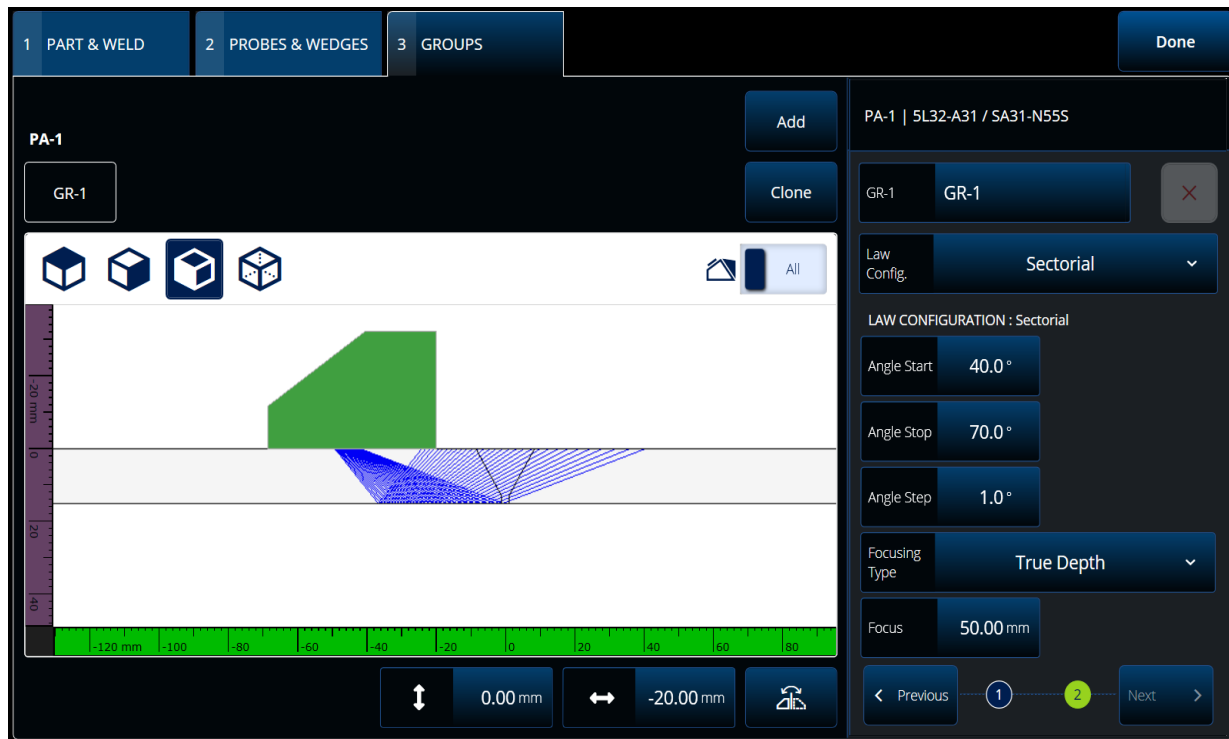 1 PART & WELD
2 PROBES & WEDGES
3 GROUPS
Done
PA-1
Add
PA-1 | 5L32-A31 / SA31-N55S
GR-1
Clone
GR-1
GR-1
All
Law
Config.
Sectorial
LAW CONFIGURATION : Sectorial
Angle Start
40.0 °
Angle Stop
70.0 °
Angle Step
1.0 °
Focusing
Type
True Depth
Focus
50.00 mm
-20 mm
0
20
40
-120 mm -100 -80 -60 -40 -20 0 20 40 60 80
0.00 mm
-20.00 mm
Previous
1
2
Next